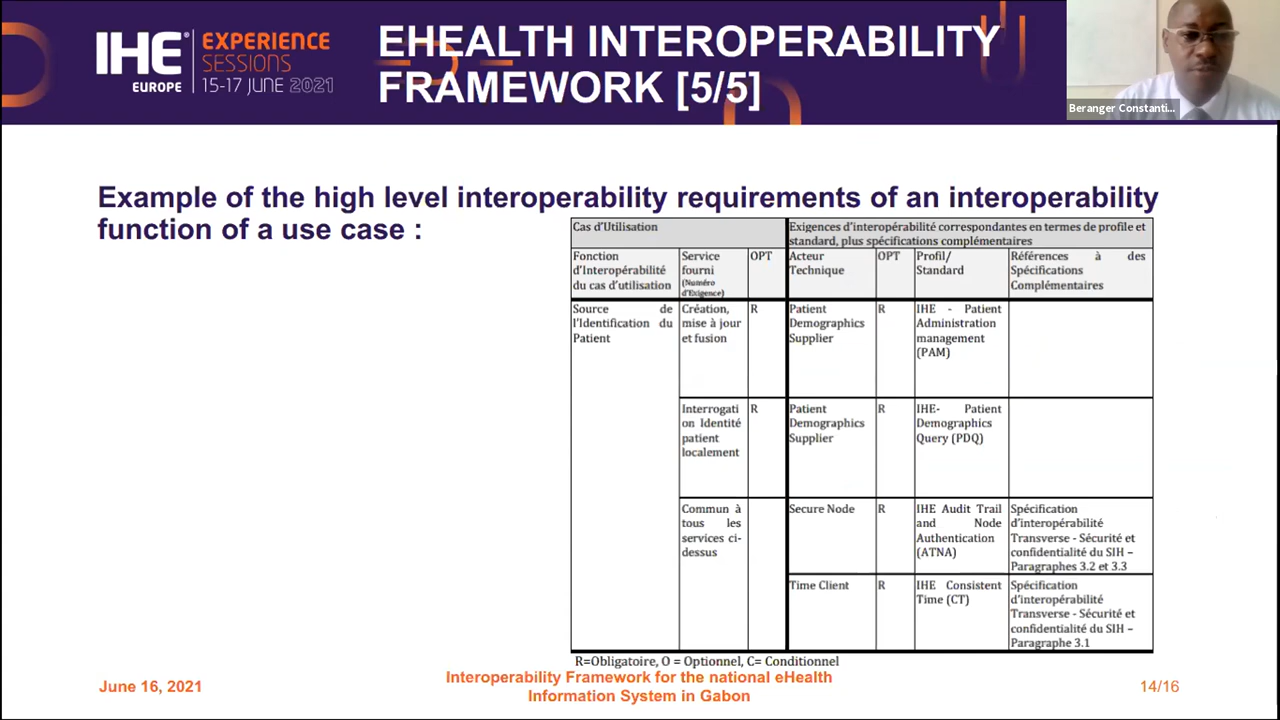 IHE
EUROPE
EXPERIENCE
SESSIONS
15-17 JUNE 2021
EHEALTH INTEROPERABILITY
FRAMEWORK [5/5]
Beranger Constanti...
Example of the high level interoperability requirements of an interoperability
function of a use case :
Cas d'Utilisation
Exigences d'interopérabilité correspondantes en termes de profile et
standard, plus spécifications complémentaires
Fonction
d'Interopérabilité
du cas d'utilisation
Service
fourni
(Numéro
d'Exigence)
OPT
Acteur
Technique
OPT
Profil/
Standard
Références à des
Spécifications
Complémentaires
Source de
l'Identification du
Patient
Création,
mise à jour
et fusion
R
Patient
Demographics
Supplier
R
IHE - Patient
Administration
management
(PAM)
Interrogati
on Identité
patient
localement
R
Patient
Demographics
Supplier
R
IHE- Patient
Demographics
Query (PDQ)
Commun à
tous les
services ci-
dessus
Secure Node
R
IHE Audit Trail
and Node
Authentication
(ATNA)
Spécification
d'interopérabilité
Transverse - Sécurité et
confidentialité du SIH –
Paragraphes 3.2 et 3.3
Time Client
R
IHE Consistent
Time (CT)
Spécification
d'interopérabilité
Transverse - Sécurité et
confidentialité du SIH –
Paragraphe 3.1
R=Obligatoire, O = Optionnel, C= Conditionnel
June 16, 2021
Interoperability Framework for the national eHealth
Information System in Gabon
14/16